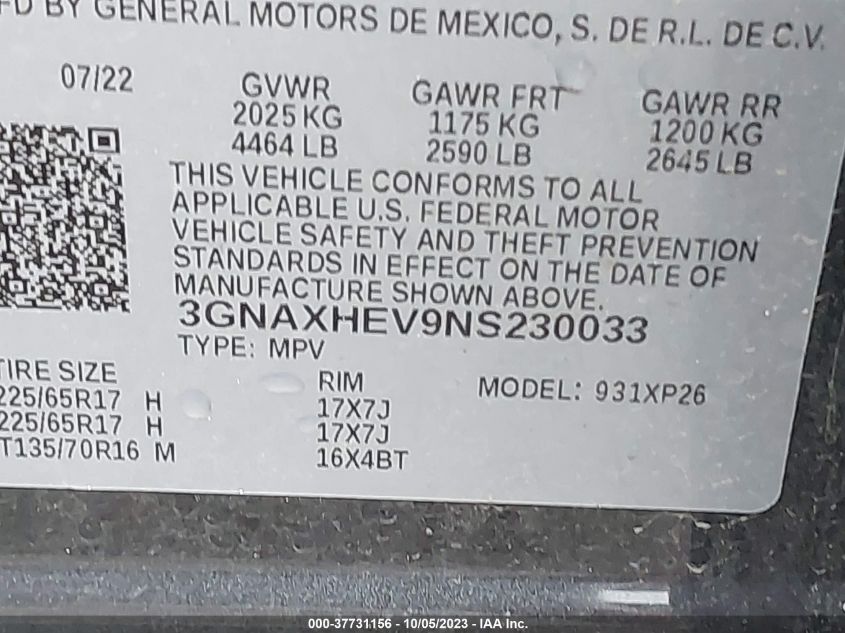 FD BY GENERAL MOTORS DE MEXICO, S. DE R.L. DE C.V.
07/22 GVWR GAWR FRT GAWR RR
2025 KG 1175 KG 1200 KG
4464 LB 2590 LB 2645 LB
THIS VEHICLE CONFORMS TO ALL
APPLICABLE U.S. FEDERAL MOTOR
VEHICLE SAFETY AND THEFT PREVENTION
STANDARDS IN EFFECT ON THE DATE OF
MANUFACTURE SHOWN ABOVE.
3GNAXHEV9NS230033
TYPE: MPV
TIRE SIZE RIM MODEL: 931XP26
225/65R17 H 17X7J
225/65R17 H 17X7J
T135/70R16 M 16X4BT
000-37731156 - 10/05/2023 - IAA Inc.